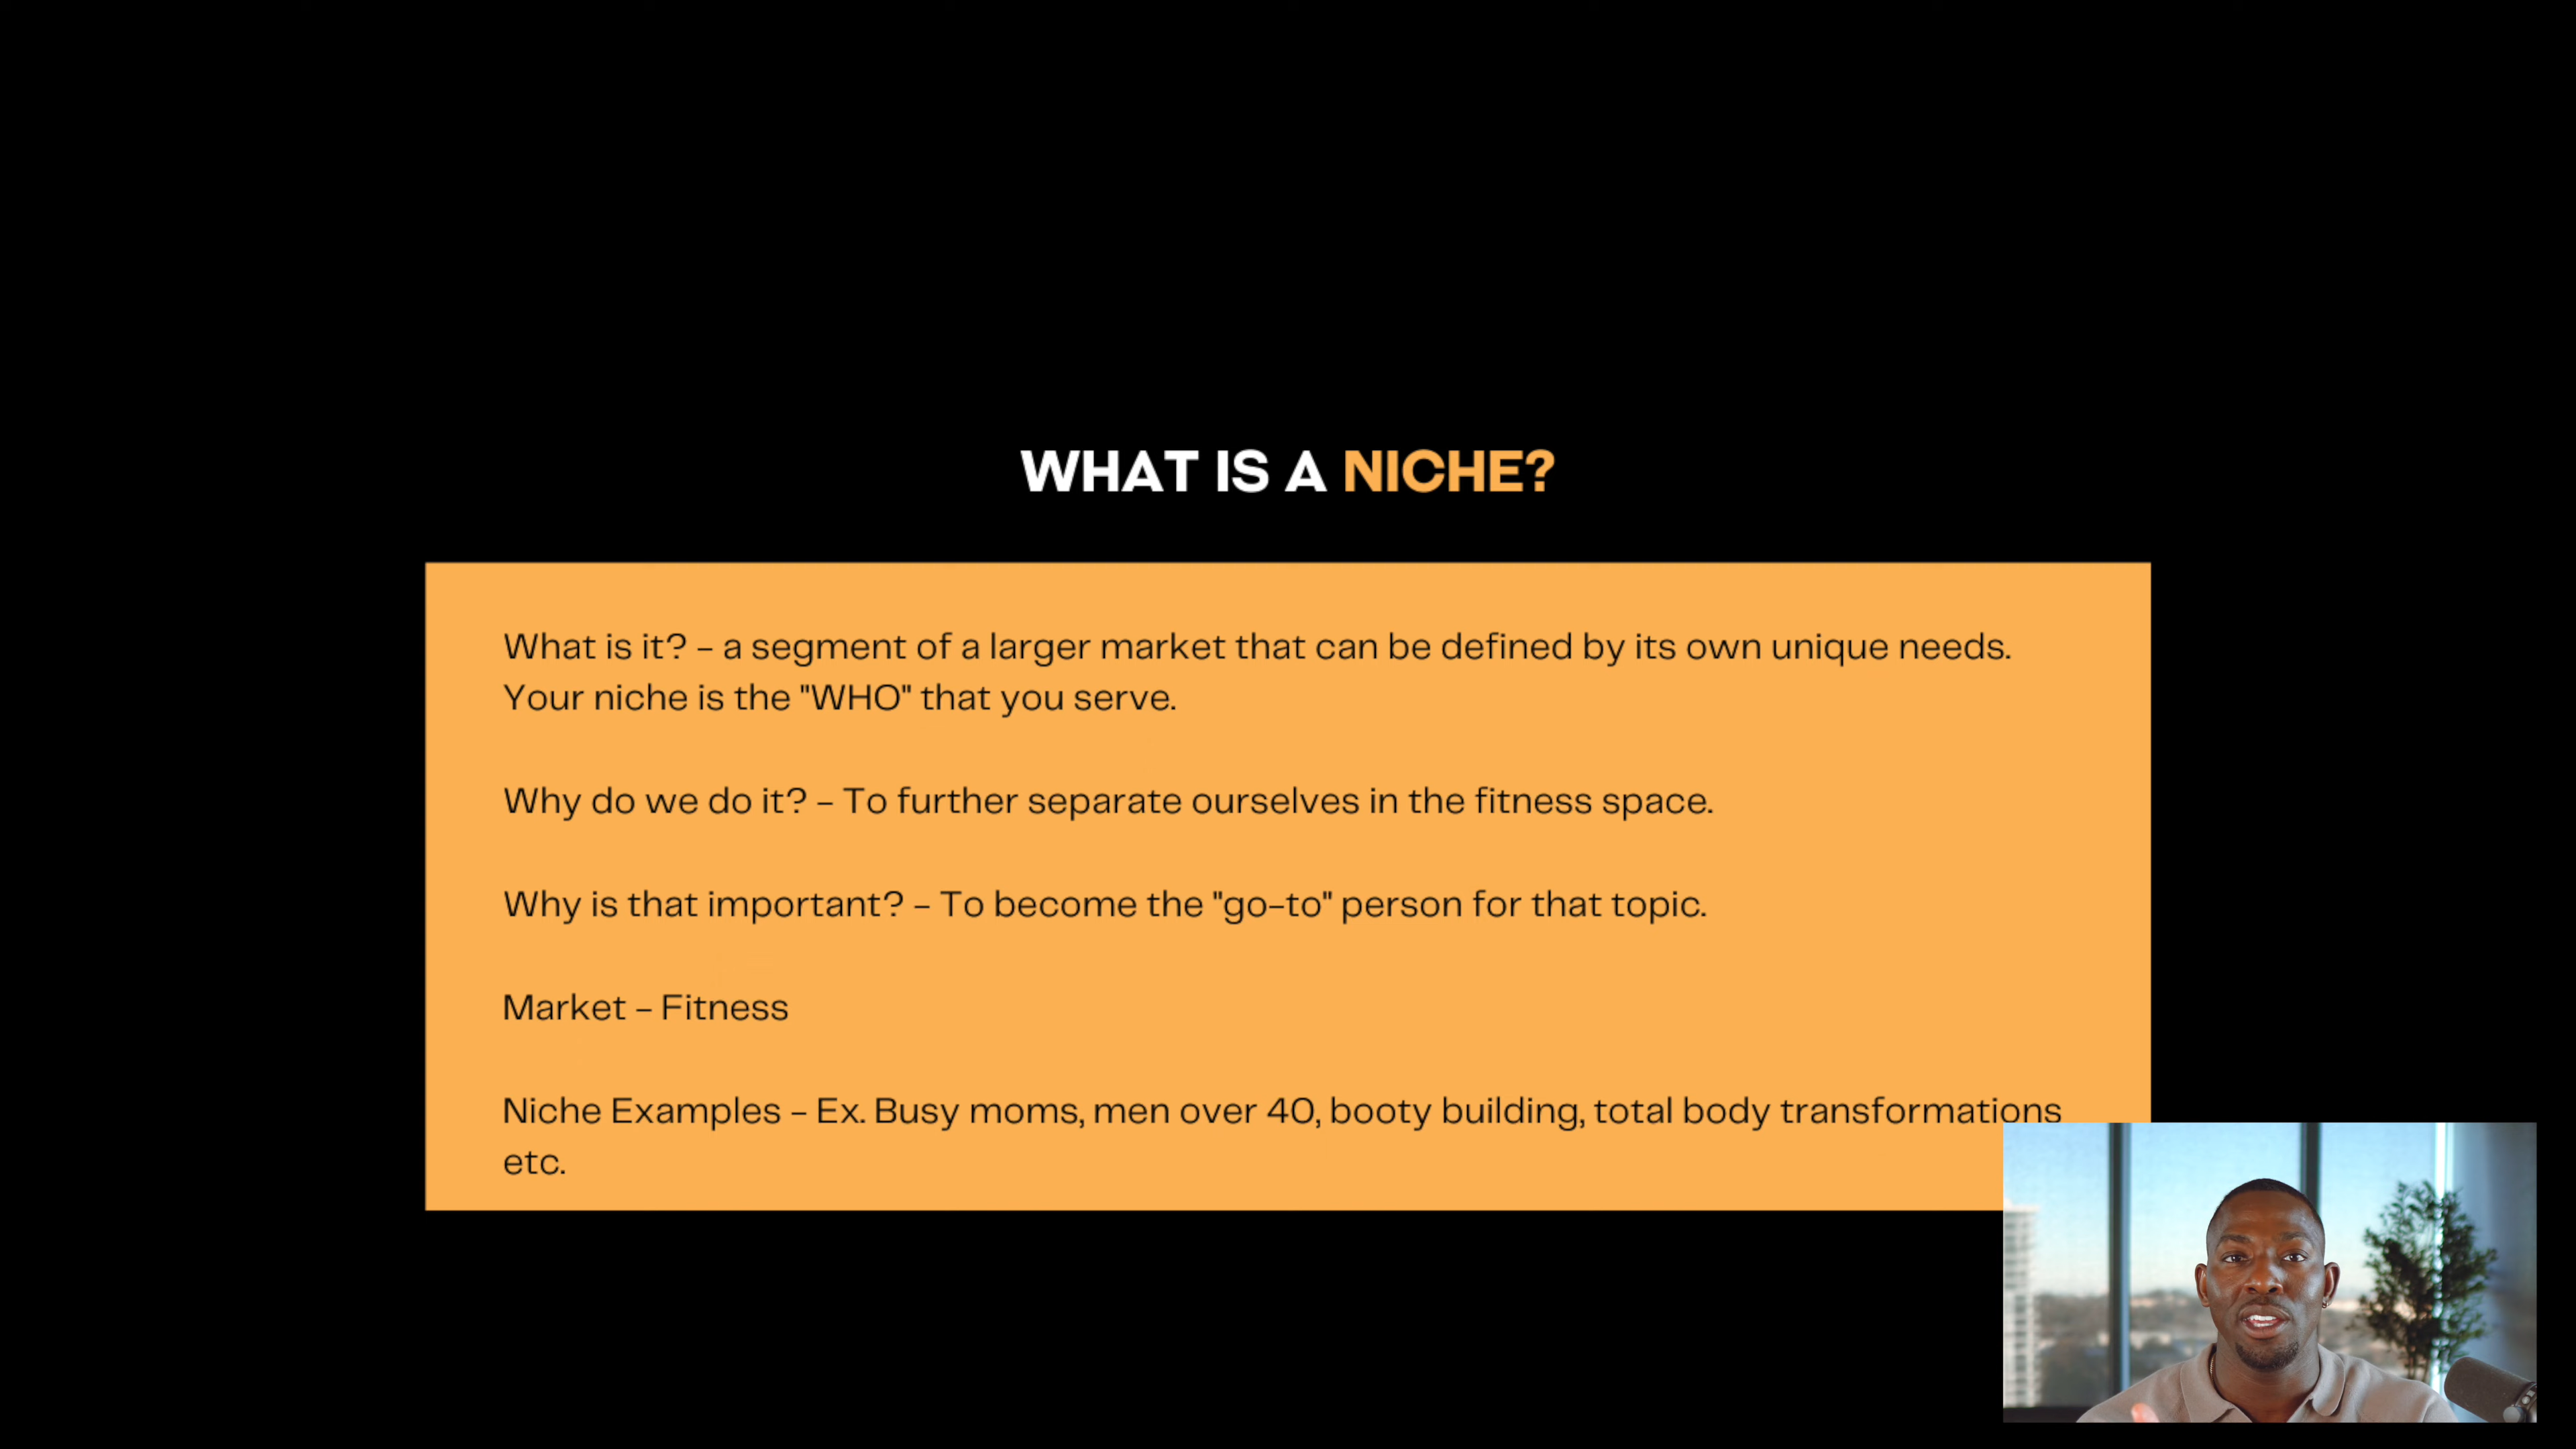 WHAT IS A NICHE?
What is it? - a segment of a larger market that can be defined by its own unique needs.
Your niche is the "WHO" that you serve.
Why do we do it? - To further separate ourselves in the fitness space.
Why is that important? - To become the "go-to" person for that topic.
Market - Fitness
Niche Examples - Ex. Busy moms, men over 40, booty building, total body transformations
etc.